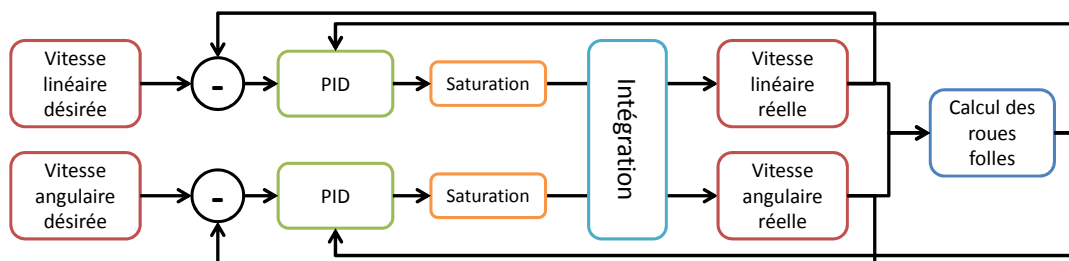 Vitesse
linéaire
désirée
-
PID
Saturation
Intégration
Vitesse
linéaire
réelle
Calcul des
roues
folles
Vitesse
angulaire
désirée
-
PID
Saturation
Vitesse
angulaire
réelle